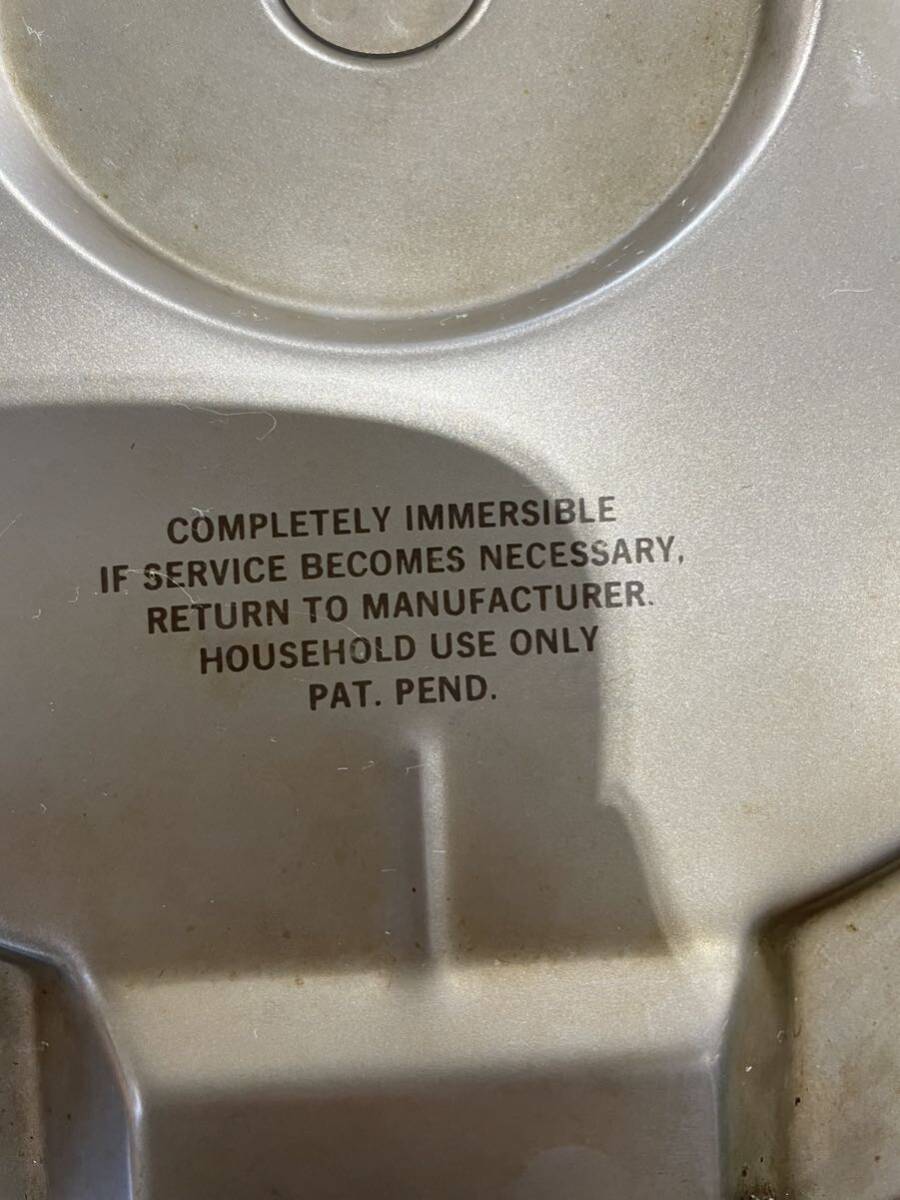 COMPLETELY IMMERSIBLE
IF SERVICE BECOMES NECESSARY,
RETURN TO MANUFACTURER.
HOUSEHOLD USE ONLY
PAT. PEND.